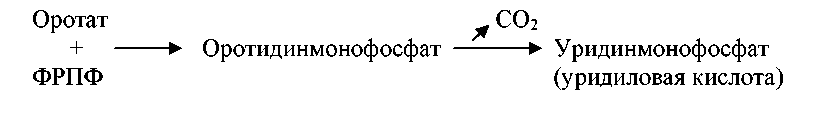 Оротат
+
ФРПФ
Оротидинмонофосфат
CO₂
Уридинмонофосфат
(уридиловая кислота)